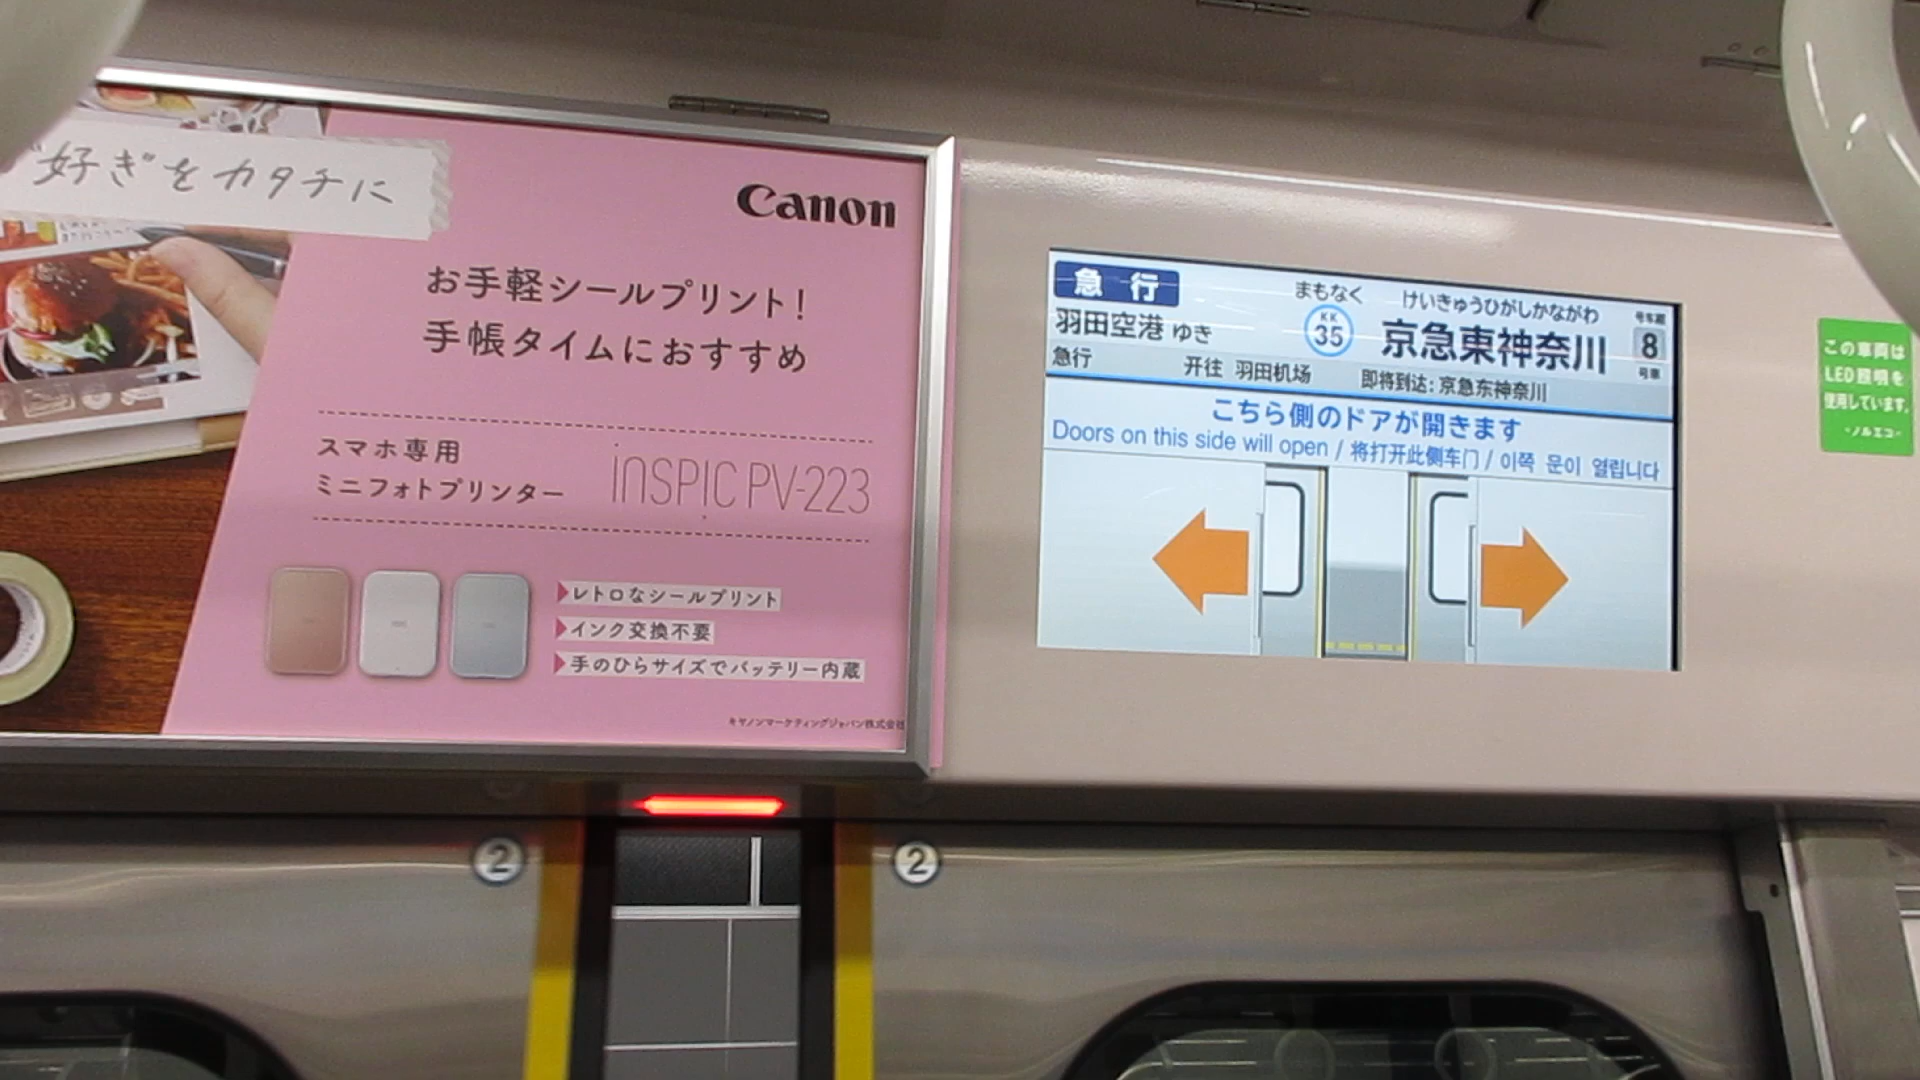 "好き"をカタチに
Canon
お手軽シールプリント!
手帳タイムにおすすめ
スマホ専用
ミニフォトプリンター
iNSPiC PV-223
レトロなシールプリント
インク交換不要
手のひらサイズでバッテリー内蔵
キヤノンマーケティングジャパン株式会社
急行
まもなく
けいきゅうひがしかながわ
羽田空港 ゆき
KK
35
京急東神奈川
8
号車
急行
开往 羽田机场
即将到达: 京急东神奈川
こちら側のドアが開きます
Doors on this side will open / 将打开此侧车门 / 이쪽 문이 열립니다
この車両は
LED照明を
使用しています。
-ノルエコ-
2
2